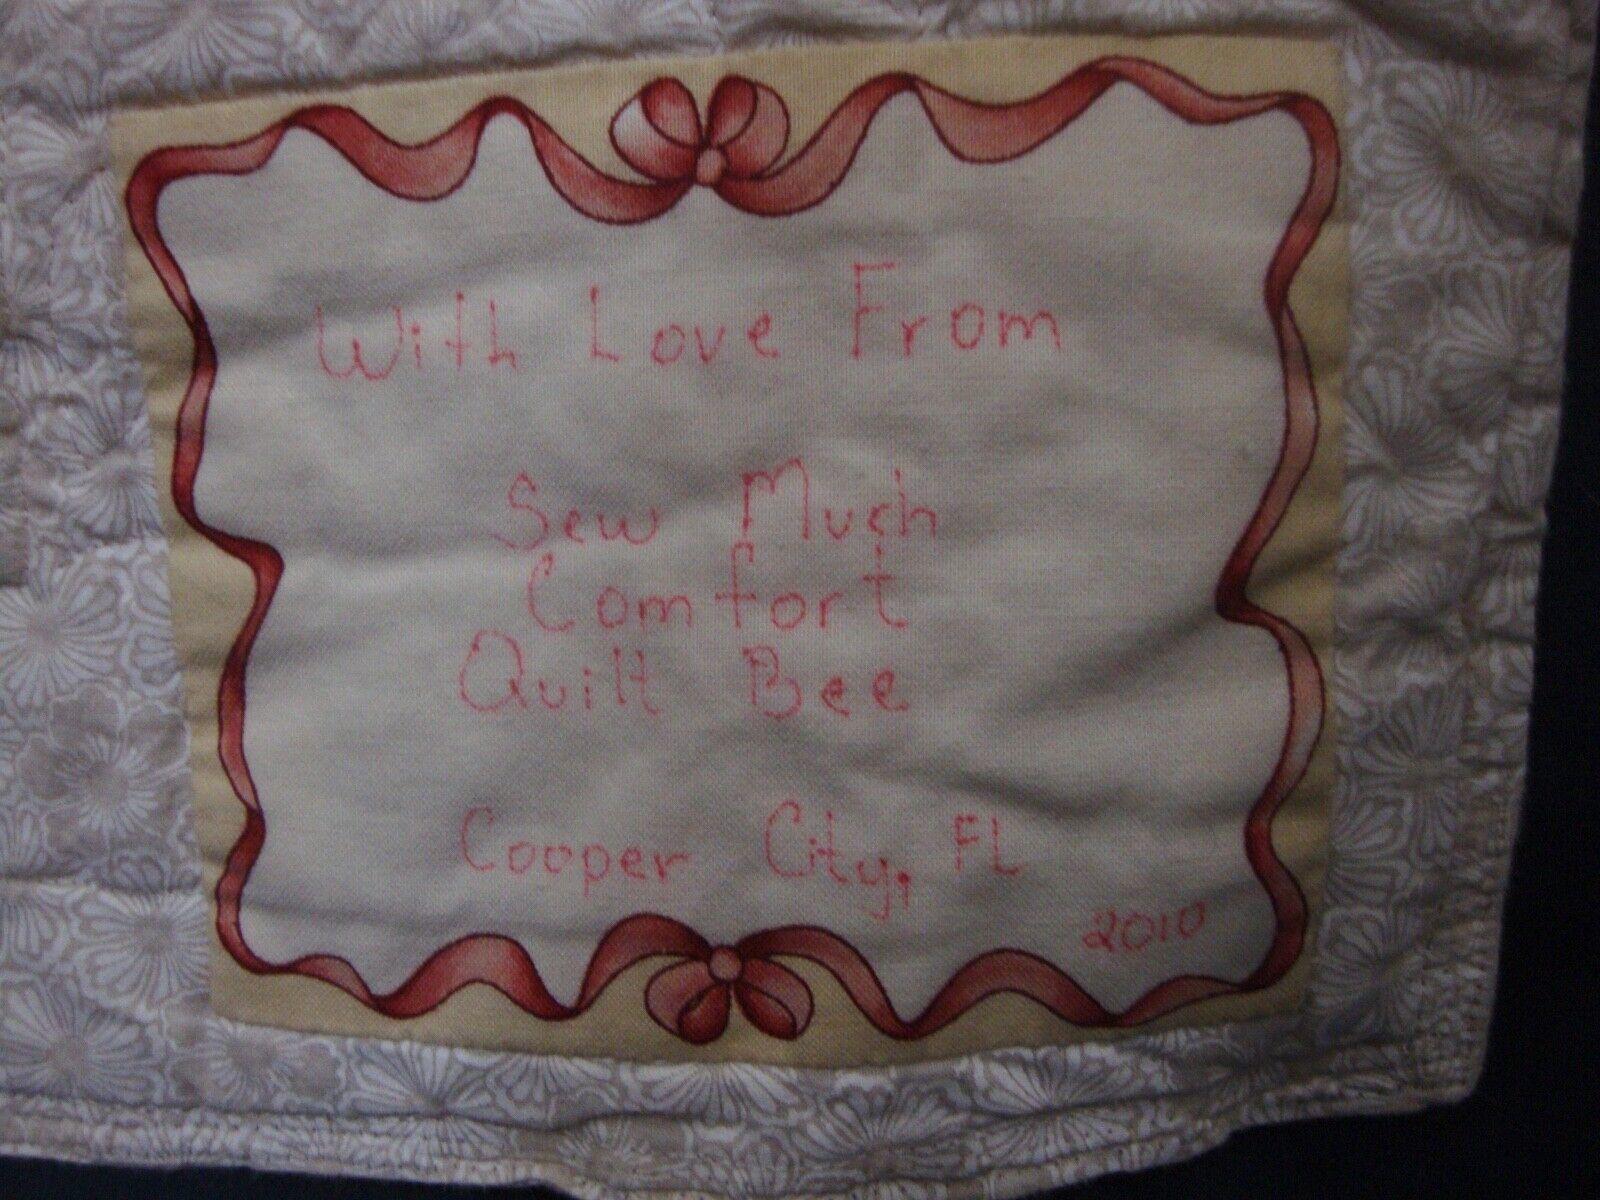 With Love From
Sew Much
Comfort
Quilt Bee
Cooper City, FL
2010